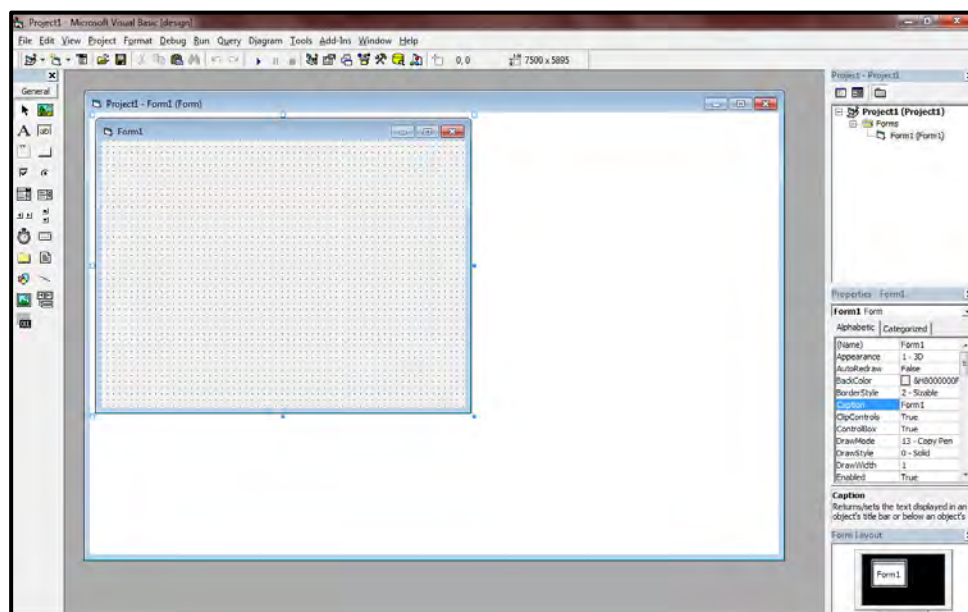 Project1 - Microsoft Visual Basic [design]
File Edit View Project Format Debug Run Query Diagram Tools Add-Ins Window Help
0, 0
7500 x 5895
General
A
ab|
OLE
Project1 - Form1 (Form)
Form1
Project - Project1
Project1 (Project1)
Forms
Form1 (Form1)
Properties - Form1
Form1 Form
Alphabetic Categorized
(Name) Form1
Appearance 1 - 3D
AutoRedraw False
BackColor &H8000000F
BorderStyle 2 - Sizable
Caption Form1
ClipControls True
ControlBox True
DrawMode 13 - Copy Pen
DrawStyle 0 - Solid
DrawWidth 1
Enabled True
Caption
Returns/sets the text displayed in an
object's title bar or below an object's
Form Layout
Form1